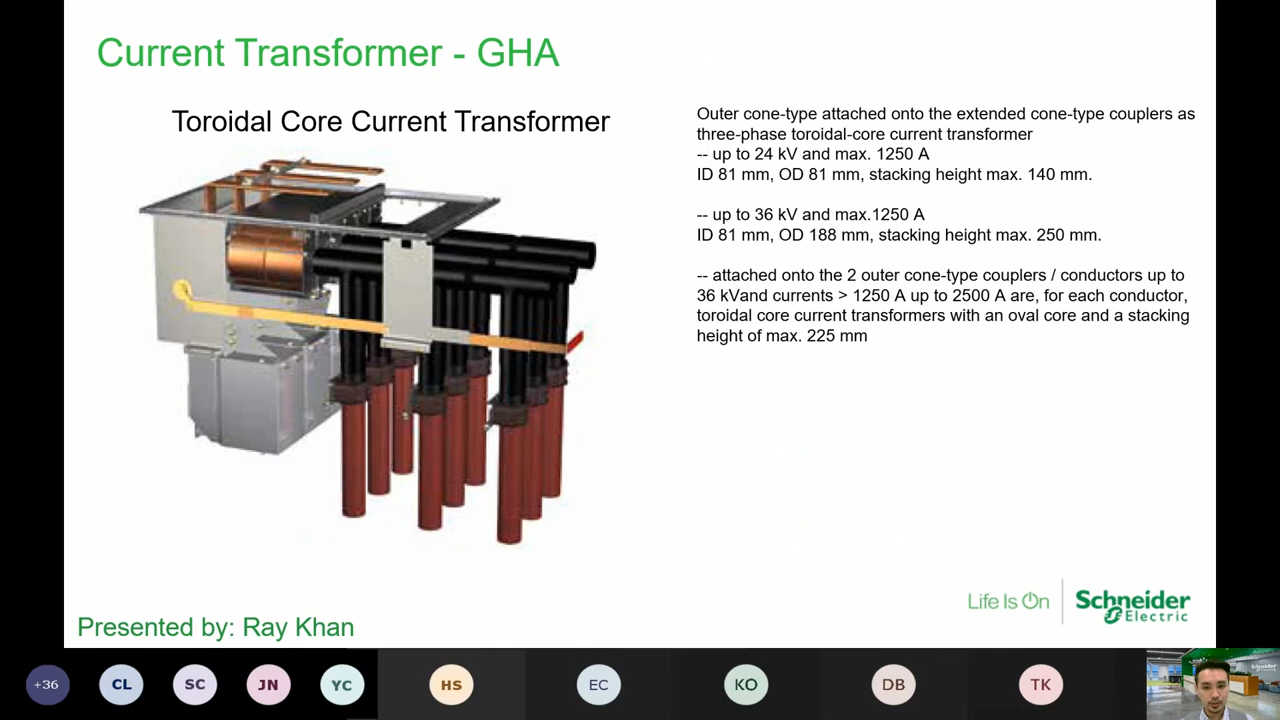 Current Transformer - GHA
Toroidal Core Current Transformer
Outer cone-type attached onto the extended cone-type couplers as
three-phase toroidal-core current transformer
-- up to 24 kV and max. 1250 A
ID 81 mm, OD 81 mm, stacking height max. 140 mm.
-- up to 36 kV and max.1250 A
ID 81 mm, OD 188 mm, stacking height max. 250 mm.
-- attached onto the 2 outer cone-type couplers / conductors up to
36 kVand currents > 1250 A up to 2500 A are, for each conductor,
toroidal core current transformers with an oval core and a stacking
height of max. 225 mm
Life Is On
Schneider
Electric
Presented by: Ray Khan
+36
CL
SC
JN
YC
HS
EC
KO
DB
TK
Schneider